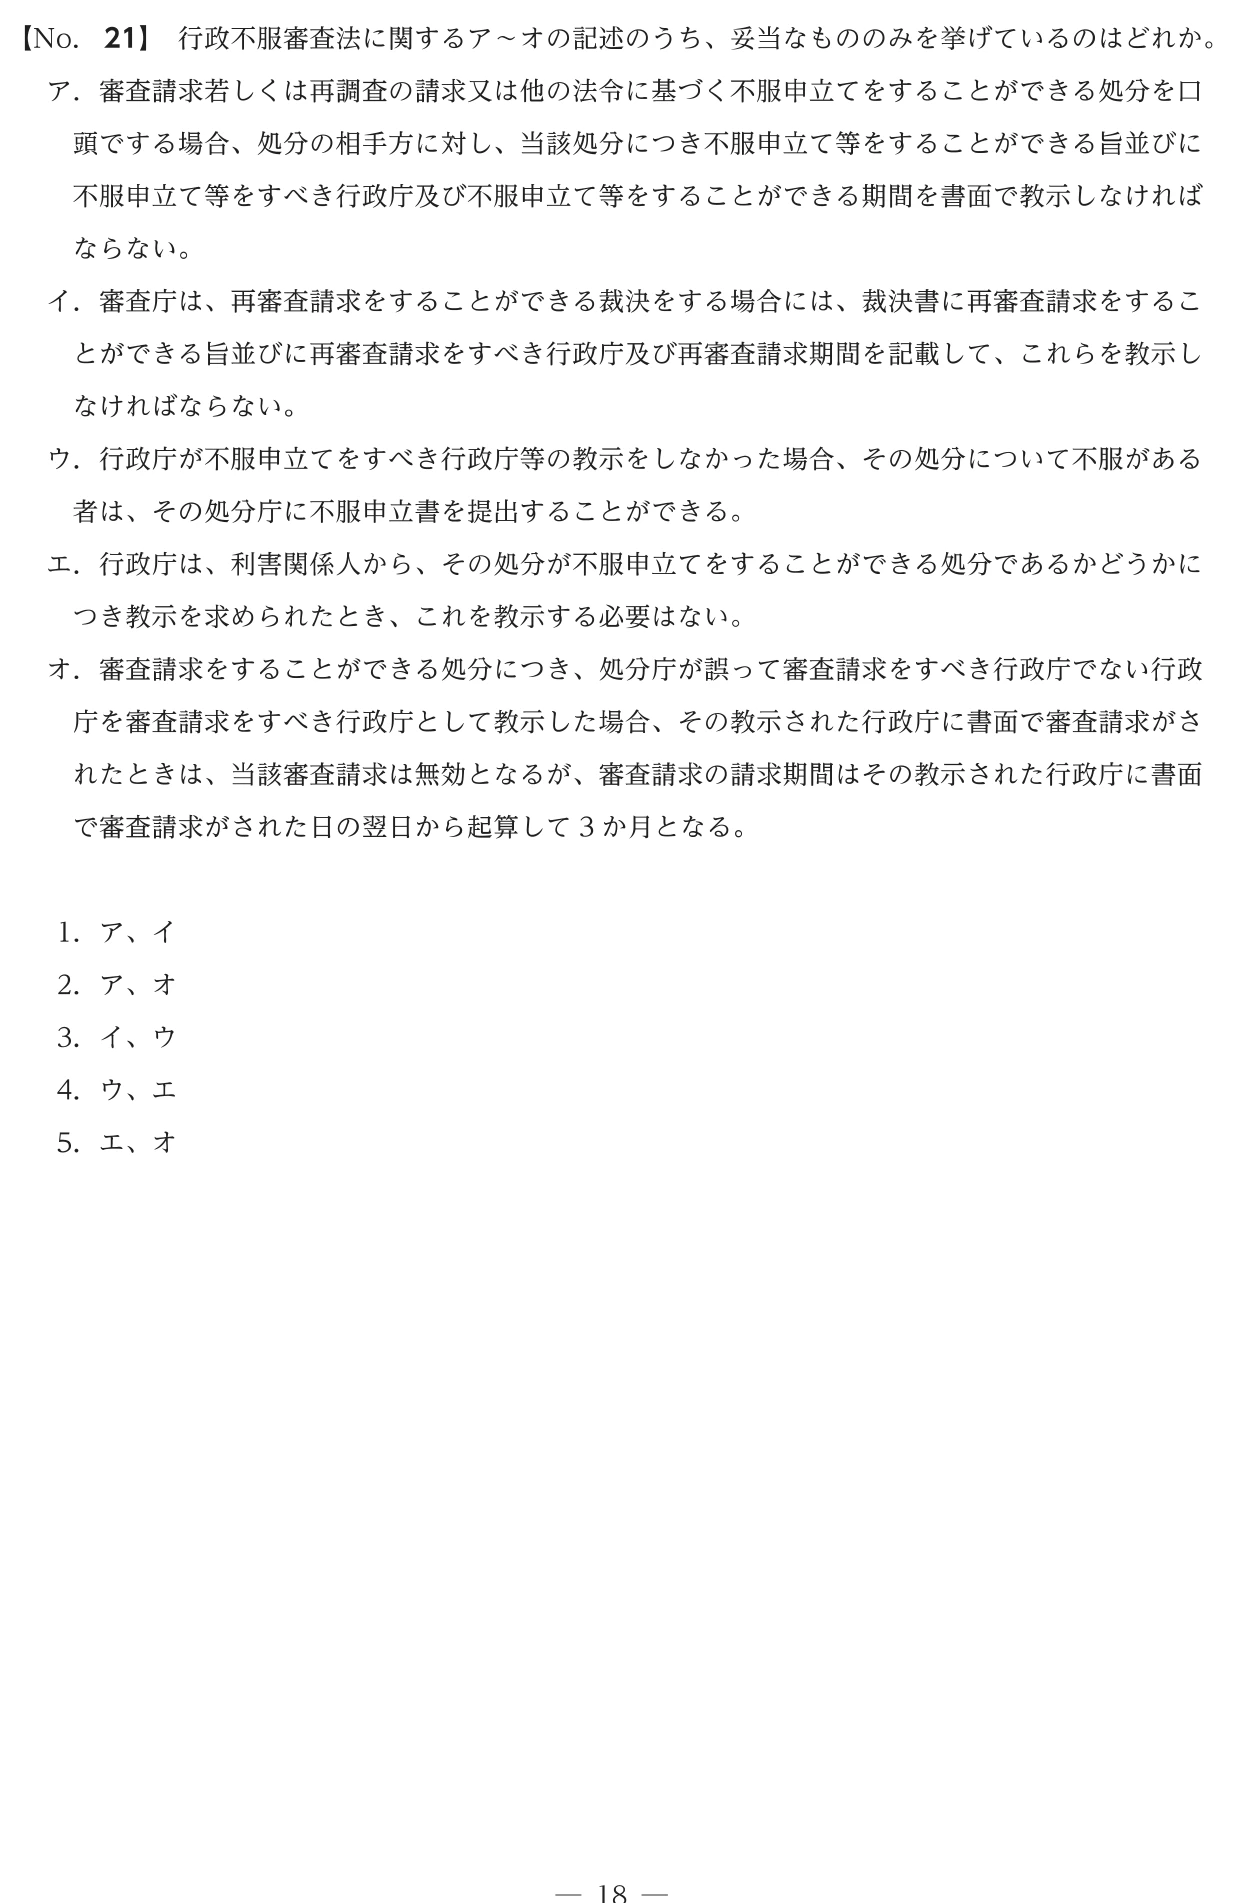 【No. 21】 行政不服審査法に関するア～オの記述のうち、妥当なもののみを挙げているのはどれか。
ア．審査請求若しくは再調査の請求又は他の法令に基づく不服申立てをすることができる処分を口
頭でする場合、処分の相手方に対し、当該処分につき不服申立て等をすることができる旨並びに
不服申立て等をすべき行政庁及び不服申立て等をすることができる期間を書面で教示しなければ
ならない。
イ．審査庁は、再審査請求をすることができる裁決をする場合には、裁決書に再審査請求をするこ
とができる旨並びに再審査請求をすべき行政庁及び再審査請求期間を記載して、これらを教示し
なければならない。
ウ．行政庁が不服申立てをすべき行政庁等の教示をしなかった場合、その処分について不服がある
者は、その処分庁に不服申立書を提出することができる。
エ．行政庁は、利害関係人から、その処分が不服申立てをすることができる処分であるかどうかに
つき教示を求められたとき、これを教示する必要はない。
オ．審査請求をすることができる処分につき、処分庁が誤って審査請求をすべき行政庁でない行政
庁を審査請求をすべき行政庁として教示した場合、その教示された行政庁に書面で審査請求がさ
れたときは、当該審査請求は無効となるが、審査請求の請求期間はその教示された行政庁に書面
で審査請求がされた日の翌日から起算して３か月となる。
1．ア、イ
2．ア、オ
3．イ、ウ
4．ウ、エ
5．エ、オ
― 18 ―